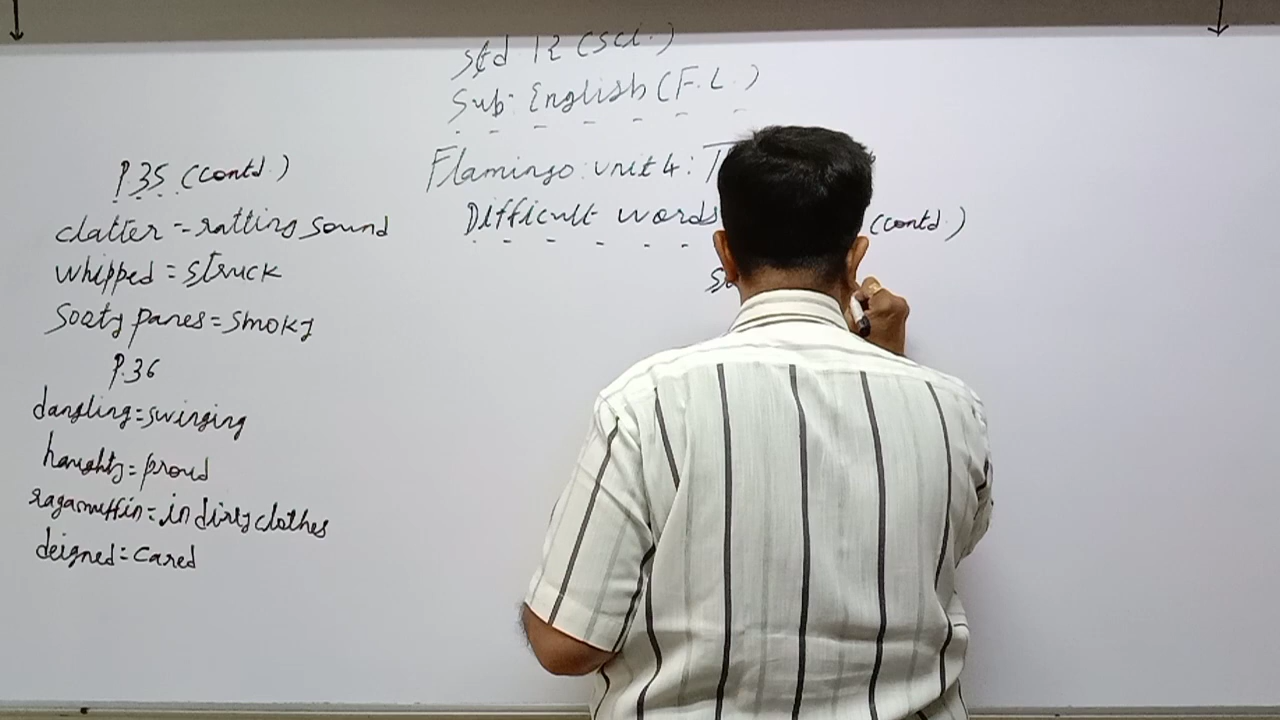 Std 12 (Sci.)
Sub: English (F.L.)
Flamingo: Unit 4:
Difficult words (contd.)
P.35 (contd.)
clatter = ratting sound
whipped = struck
Sooty panes = smoky
P.36
dangling = swinging
haughty = proud
ragamuffin = in dirty clothes
deigned = cared